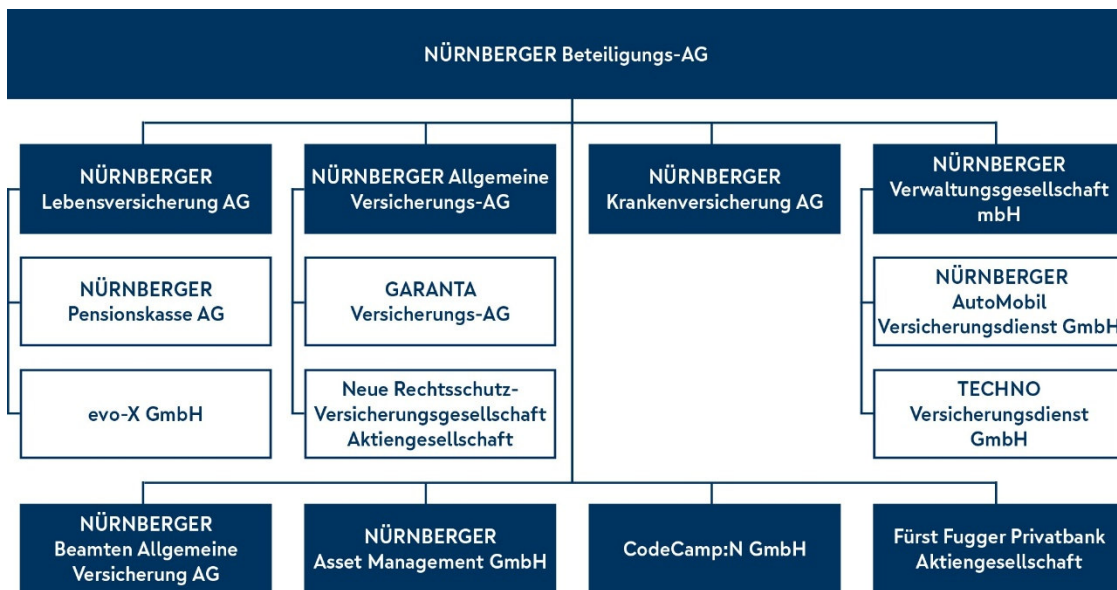 NÜRNBERGER Beteiligungs-AG
NÜRNBERGER
Lebensversicherung AG
NÜRNBERGER Allgemeine
Versicherungs-AG
NÜRNBERGER
Krankenversicherung AG
NÜRNBERGER
Verwaltungsgesellschaft
mbH
NÜRNBERGER
Pensionskasse AG
GARANTA
Versicherungs-AG
NÜRNBERGER
AutoMobil
Versicherungsdienst GmbH
evo-X GmbH
Neue Rechtsschutz-
Versicherungsgesellschaft
Aktiengesellschaft
TECHNO
Versicherungsdienst
GmbH
NÜRNBERGER
Beamten Allgemeine
Versicherung AG
NÜRNBERGER
Asset Management GmbH
CodeCamp:N GmbH
Fürst Fugger Privatbank
Aktiengesellschaft